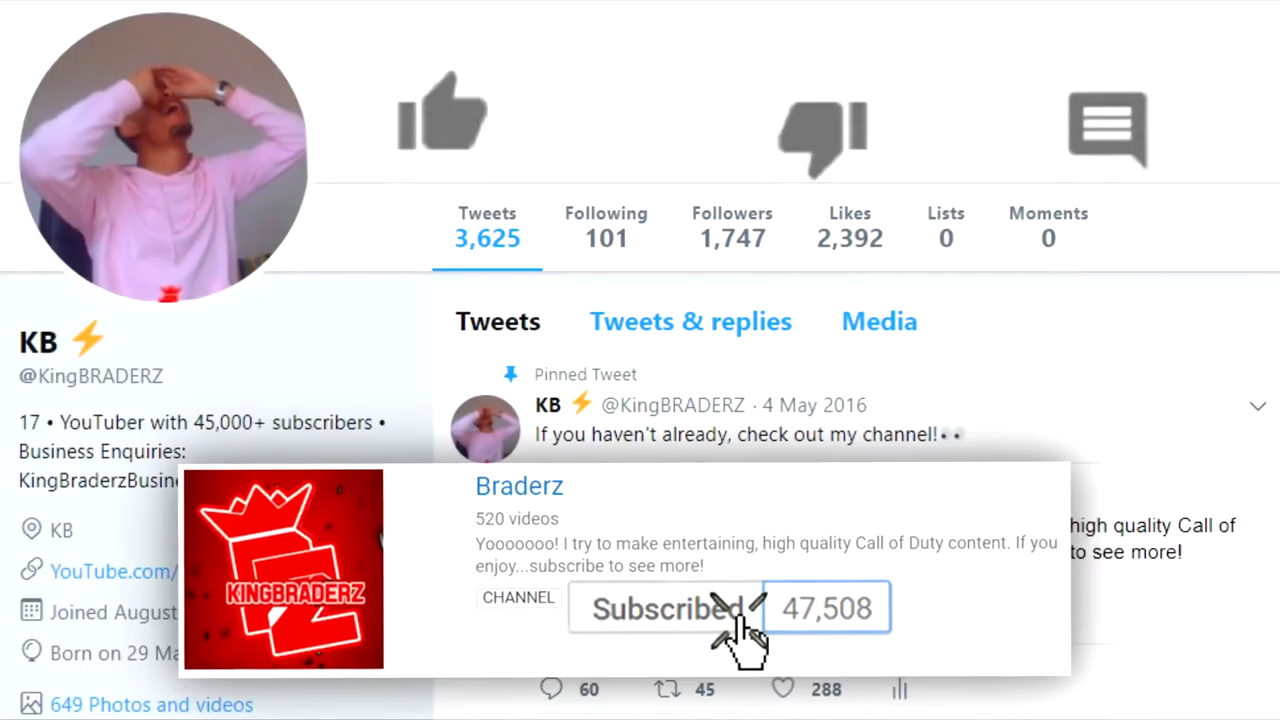 Tweets Following Followers Likes Lists Moments
3,625 101 1,747 2,392 0 0
Tweets Tweets & replies Media
Pinned Tweet
KB ⚡ @KingBRADERZ · 4 May 2016
If you haven't already, check out my channel!👀
KB ⚡
@KingBRADERZ
17 • YouTuber with 45,000+ subscribers •
Business Enquiries:
KingBraderzBusin
KB
YouTube.com/
Joined August
Born on 29 Ma
649 Photos and videos
KINGBRADERZ
Braderz
520 videos
Yooooooo! I try to make entertaining, high quality Call of Duty content. If you
enjoy...subscribe to see more!
CHANNEL
Subscribed 47,508
high quality Call of
to see more!
60 45 288